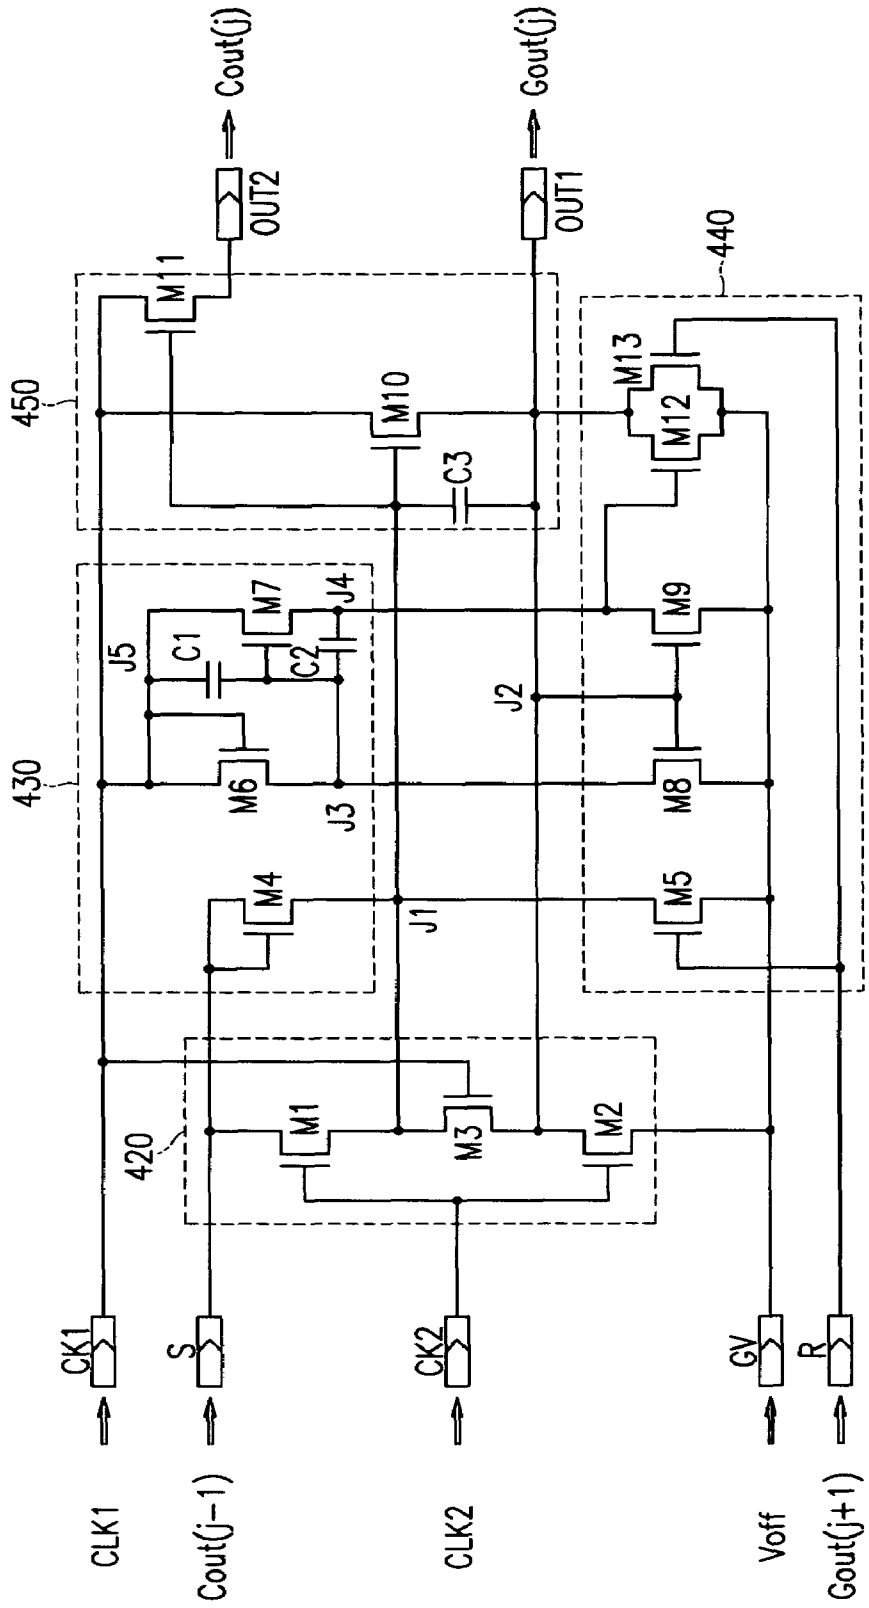 Cout(j)
Gout(j)
OUT2
OUT1
440
450
M11
M10
C3
M13
M12
430
J5
C1
M7
C2
J4
M6
J3
J2
M9
M8
M4
J1
M5
420
M1
M3
M2
CK1
S
CK2
GV
R
CLK1
Cout(j−1)
CLK2
Voff
Gout(j+1)